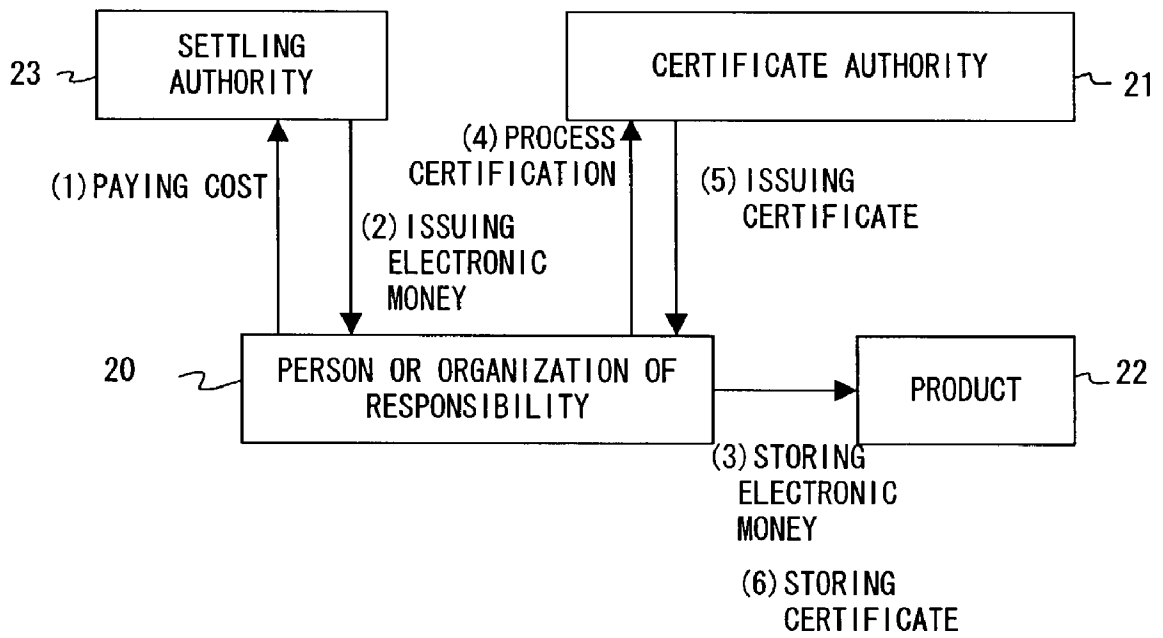 SETTLING
AUTHORITY
23
CERTIFICATE AUTHORITY
21
(1) PAYING COST
(2) ISSUING
ELECTRONIC
MONEY
(4) PROCESS
CERTIFICATION
(5) ISSUING
CERTIFICATE
20
PERSON OR ORGANIZATION OF
RESPONSIBILITY
PRODUCT
22
(3) STORING
ELECTRONIC
MONEY
(6) STORING
CERTIFICATE